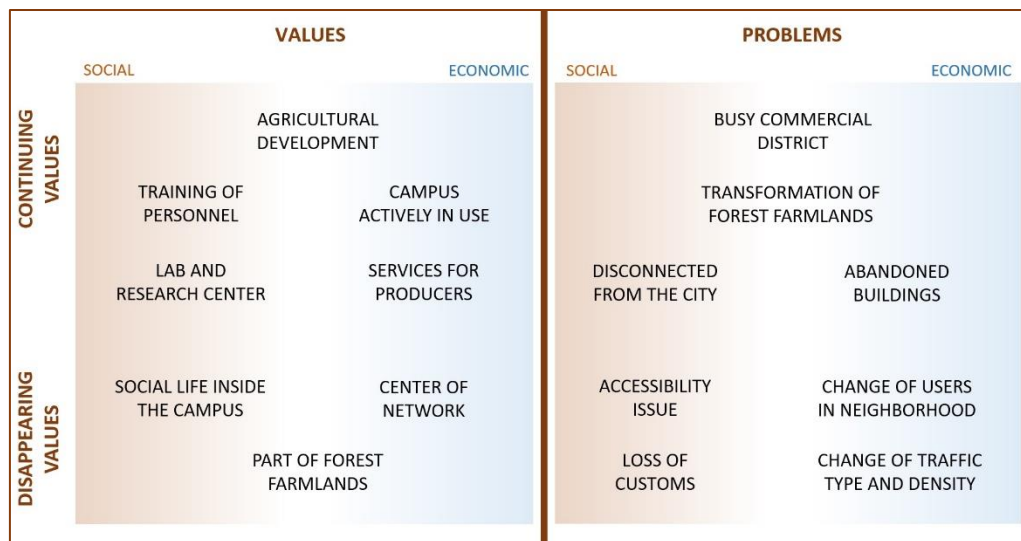 VALUES
PROBLEMS
SOCIAL
ECONOMIC
SOCIAL
ECONOMIC
CONTINUING
VALUES
AGRICULTURAL
DEVELOPMENT
TRAINING OF
PERSONNEL
CAMPUS
ACTIVELY IN USE
LAB AND
RESEARCH CENTER
SERVICES FOR
PRODUCERS
BUSY COMMERCIAL
DISTRICT
TRANSFORMATION OF
FOREST FARMLANDS
DISCONNECTED
FROM THE CITY
ABANDONED
BUILDINGS
DISAPPEARING
VALUES
SOCIAL LIFE INSIDE
THE CAMPUS
CENTER OF
NETWORK
PART OF FOREST
FARMLANDS
ACCESSIBILITY
ISSUE
CHANGE OF USERS
IN NEIGHBORHOOD
LOSS OF
CUSTOMS
CHANGE OF TRAFFIC
TYPE AND DENSITY